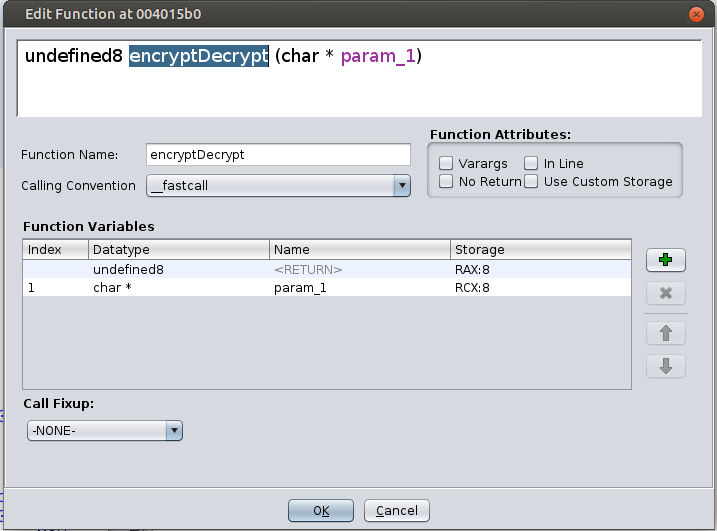 Edit Function at 004015b0
undefined8 encryptDecrypt (char * param_1)
Function Attributes:
Function Name: encryptDecrypt
Varargs In Line
Calling Convention __fastcall
No Return Use Custom Storage
Function Variables
Index Datatype Name Storage
undefined8 <RETURN> RAX:8
1 char * param_1 RCX:8
Call Fixup:
-NONE-
OK Cancel